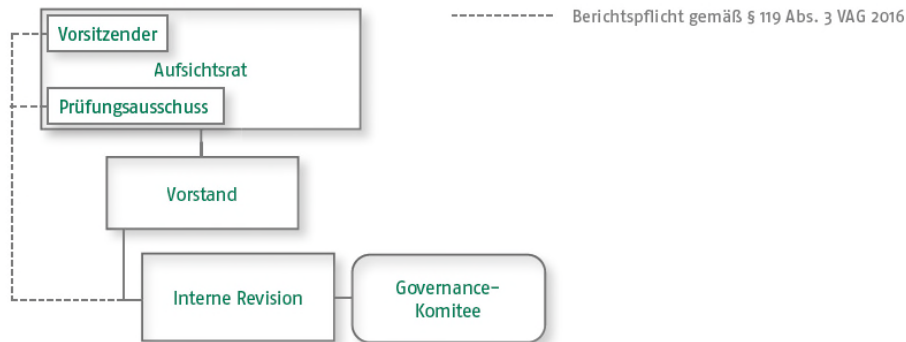 Berichtspflicht gemäß § 119 Abs. 3 VAG 2016
Vorsitzender
Aufsichtsrat
Prüfungsausschuss
Vorstand
Interne Revision
Governance-
Komitee